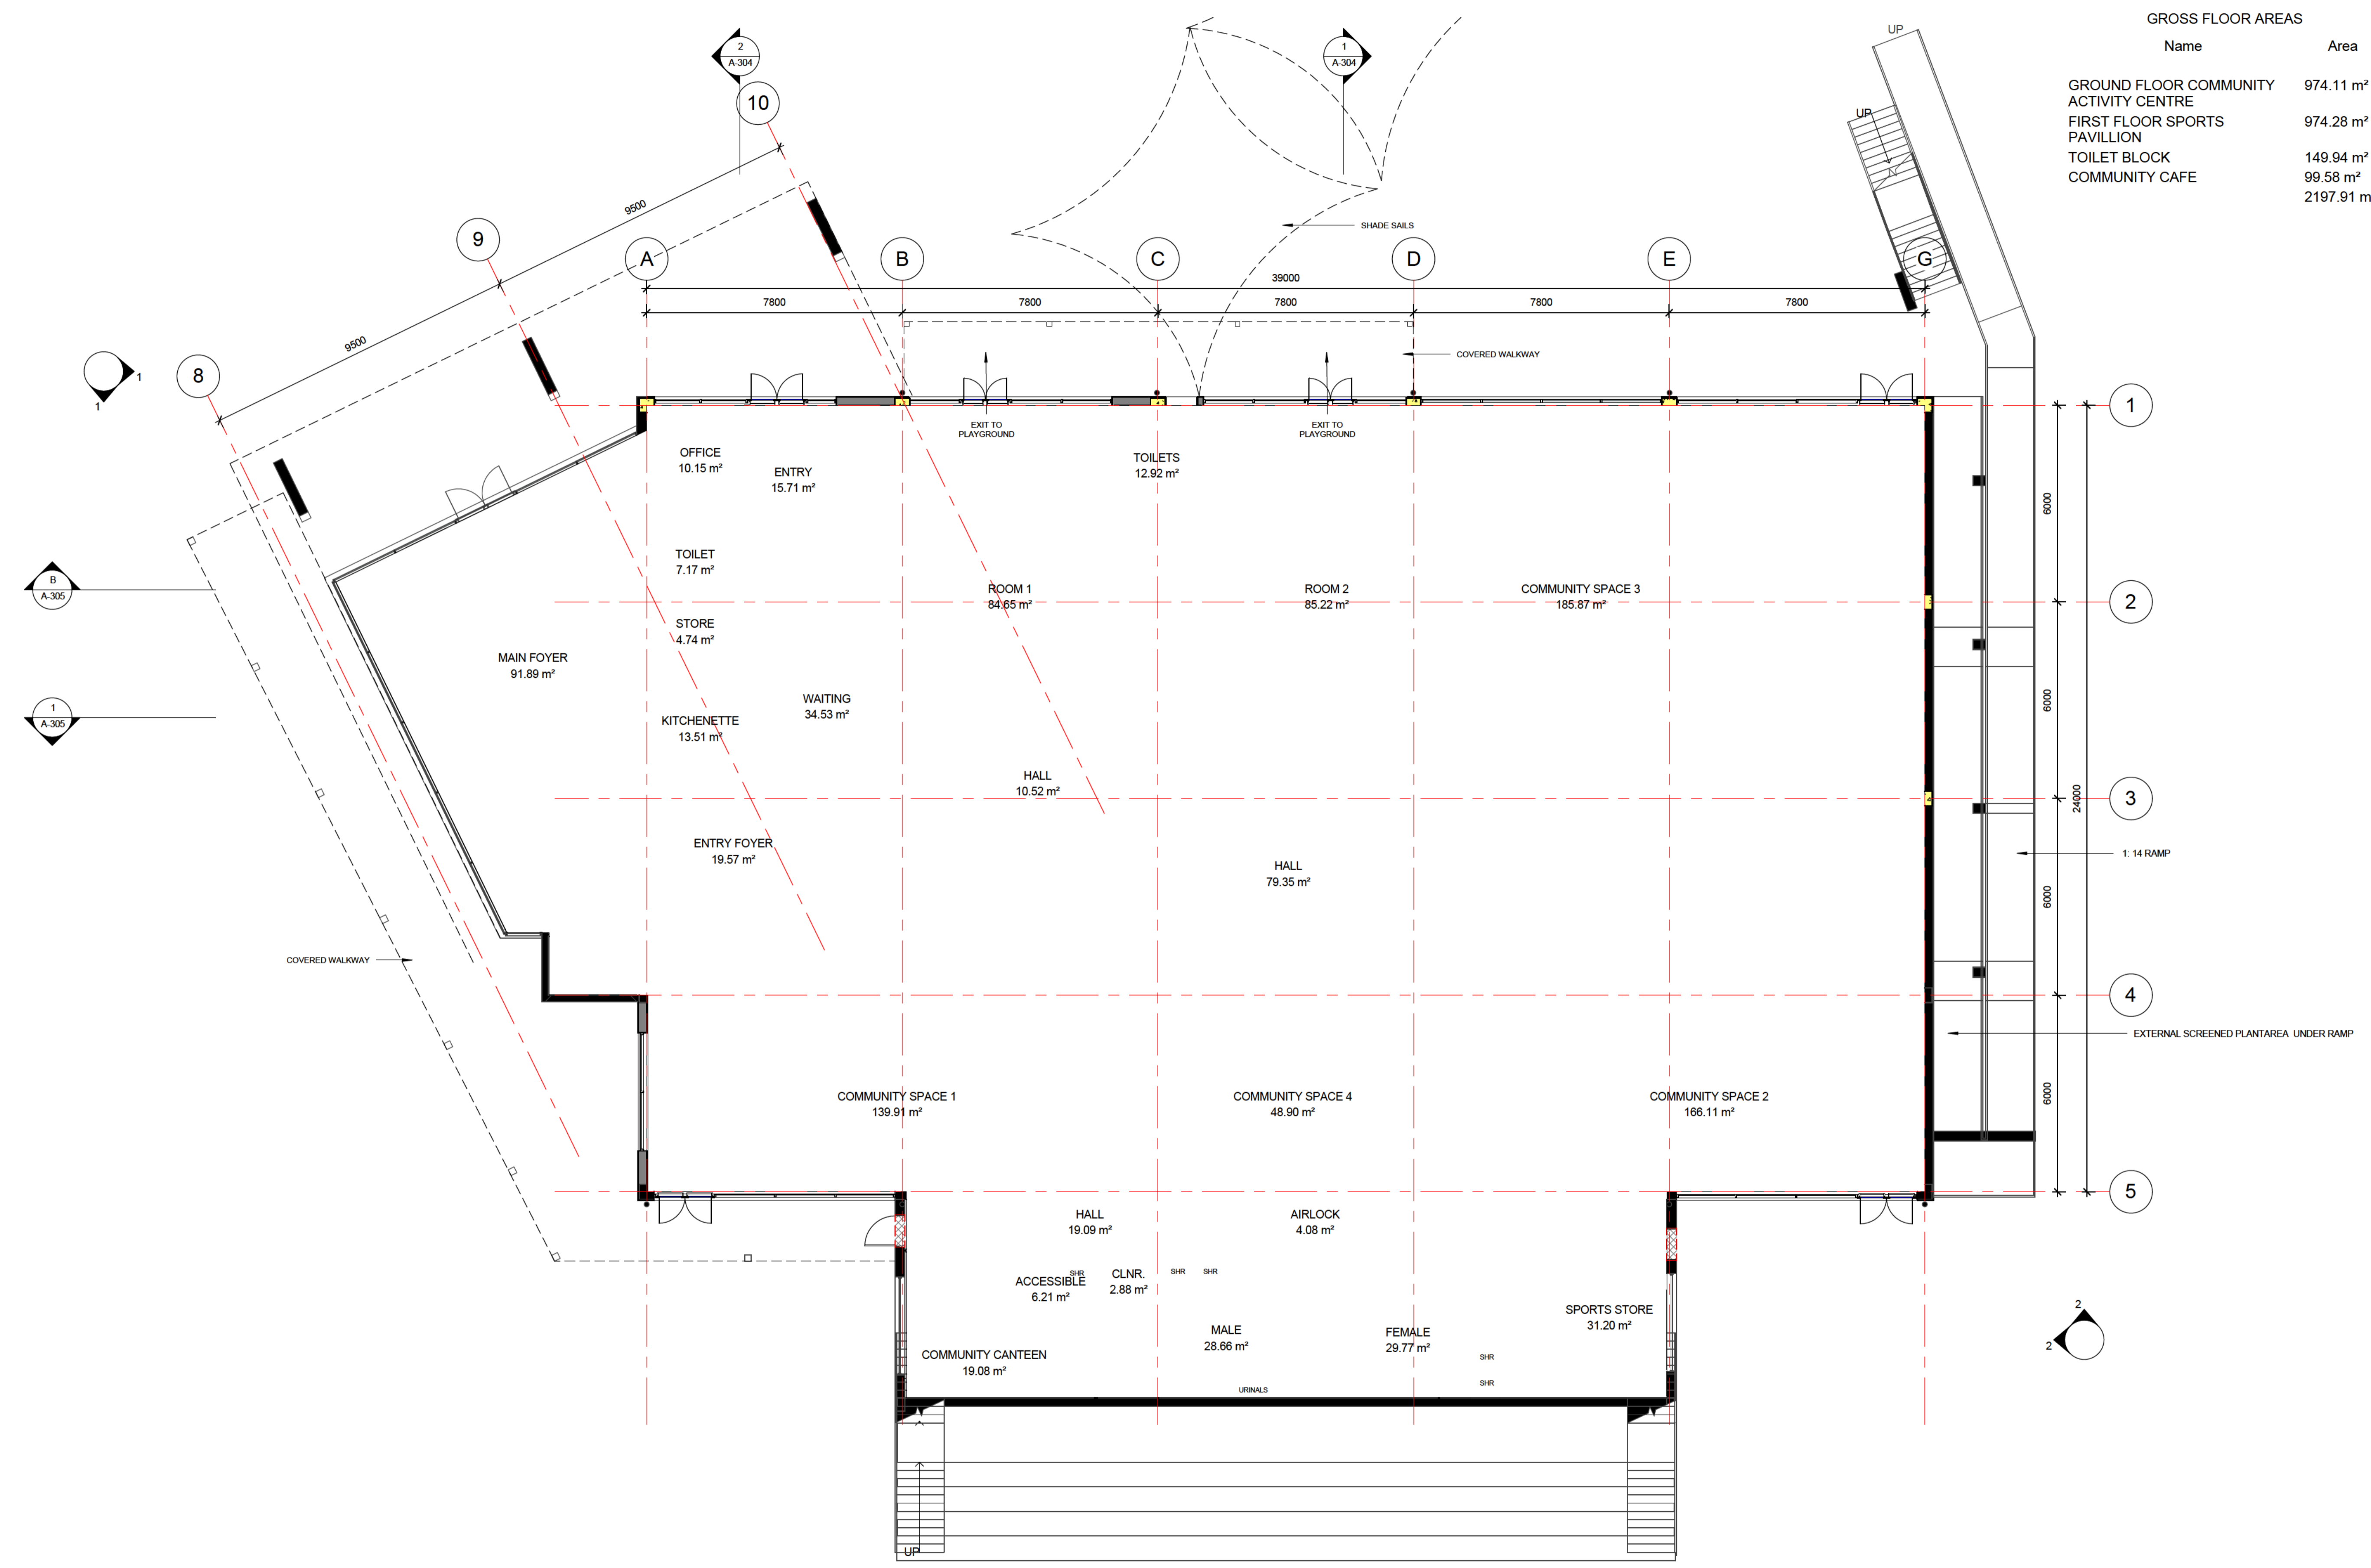 GROSS FLOOR AREAS
Name Area
GROUND FLOOR COMMUNITY 974.11 m²
ACTIVITY CENTRE
FIRST FLOOR SPORTS 974.28 m²
PAVILLION
TOILET BLOCK 149.94 m²
COMMUNITY CAFE 99.58 m²
2197.91 m
UP
UP
2
A-304
1
A-304
10
9
8
9500
9500
SHADE SAILS
A
B
C
D
E
G
39000
7800
7800
7800
7800
7800
COVERED WALKWAY
1
1
EXIT TO
PLAYGROUND
EXIT TO
PLAYGROUND
1
OFFICE
10.15 m²
ENTRY
15.71 m²
TOILETS
12.92 m²
6000
TOILET
7.17 m²
B
A-305
ROOM 1
84.65 m²
ROOM 2
85.22 m²
COMMUNITY SPACE 3
185.87 m²
2
STORE
4.74 m²
MAIN FOYER
91.89 m²
6000
1
A-305
WAITING
34.53 m²
KITCHENETTE
13.51 m²
HALL
10.52 m²
3
24000
ENTRY FOYER
19.57 m²
HALL
79.35 m²
1: 14 RAMP
6000
COVERED WALKWAY
4
EXTERNAL SCREENED PLANTAREA UNDER RAMP
COMMUNITY SPACE 1
139.91 m²
COMMUNITY SPACE 4
48.90 m²
COMMUNITY SPACE 2
166.11 m²
6000
5
HALL
19.09 m²
AIRLOCK
4.08 m²
SHR
SHR
SHR
ACCESSIBLE
6.21 m²
CLNR.
2.88 m²
SPORTS STORE
31.20 m²
MALE
28.66 m²
FEMALE
29.77 m²
COMMUNITY CANTEEN
19.08 m²
SHR
SHR
URINALS
2
2
UP